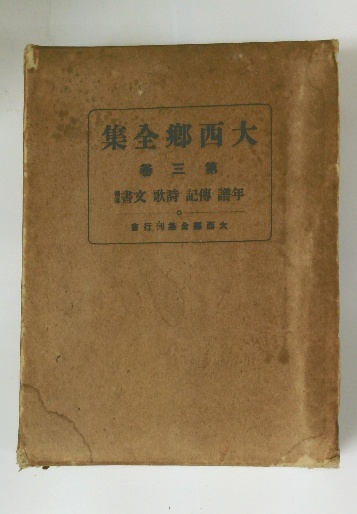 大西郷全集
第三巻
年譜 傳記 詩歌 文書
大西郷全集刊行會